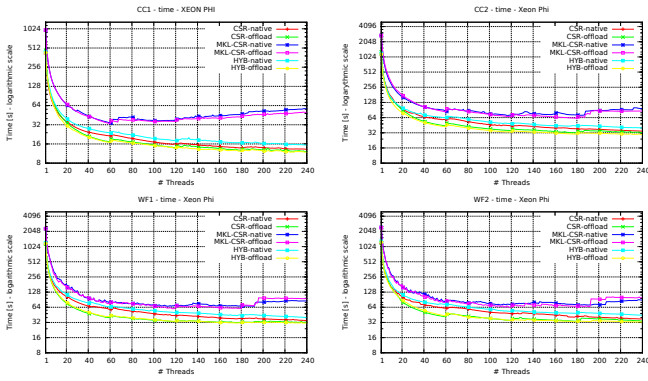 CC1 - time - XEON PHI
Time [s] - logarithmic scale
1024
512
256
128
64
32
16
8
1 20 40 60 80 100 120 140 160 180 200 220 240
# Threads
CSR-native
CSR-offload
MKL-CSR-native
MKL-CSR-offload
HYB-native
HYB-offload
CC2 - time - Xeon Phi
Time [s] - logarythmic scale
4096
2048
1024
512
256
128
64
32
16
8
1 20 40 60 80 100 120 140 160 180 200 220 240
# Threads
CSR-native
CSR-offload
MKL-CSR-native
MKL-CSR-offload
HYB-native
HYB-offload
WF1 - time - Xeon Phi
Time [s] - logarithmic scale
4096
2048
1024
512
256
128
64
32
16
8
1 20 40 60 80 100 120 140 160 180 200 220 240
# Threads
CSR-native
CSR-offload
MKL-CSR-native
MKL-CSR-offload
HYB-native
HYB-offload
WF2 - time - Xeon Phi
Time [s] - logarithmic scale
4096
2048
1024
512
256
128
64
32
16
8
1 20 40 60 80 100 120 140 160 180 200 220 240
# Threads
CSR-native
CSR-offload
MKL-CSR-native
MKL-CSR-offload
HYB-native
HYB-offload